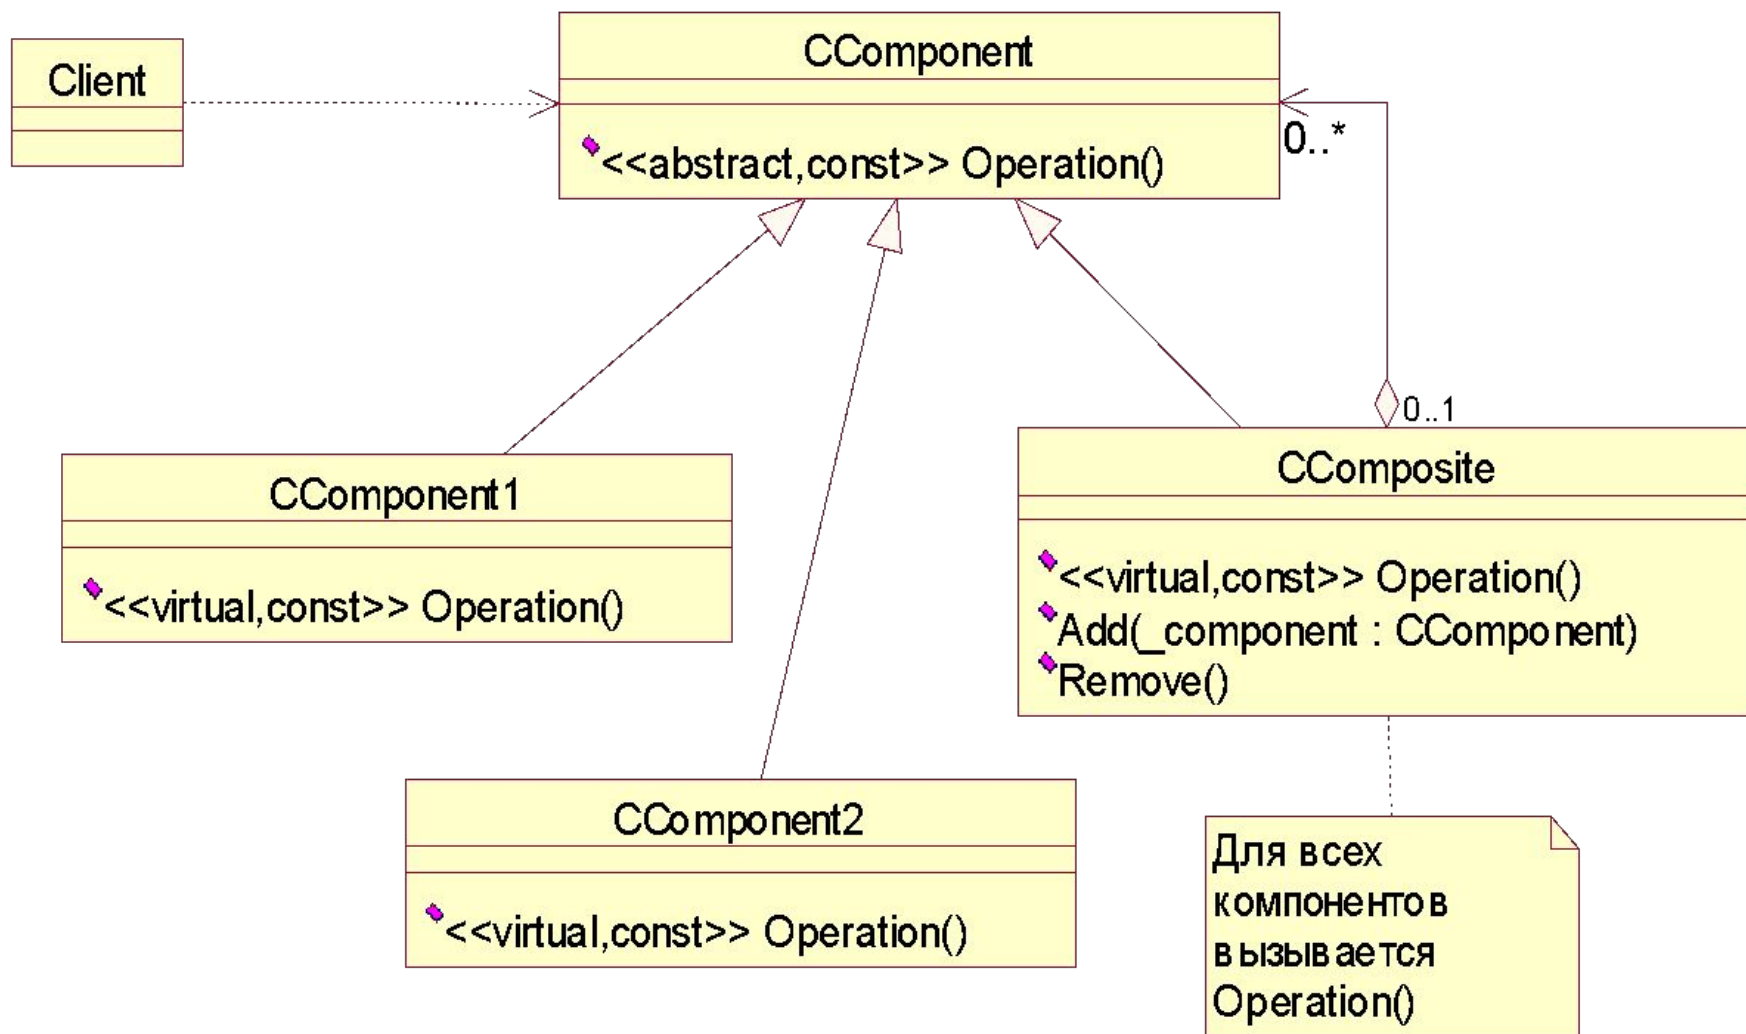 Client
CComponent
<<abstract,const>> Operation()
0..*
0..1
CComponent1
<<virtual,const>> Operation()
CComposite
<<virtual,const>> Operation()
Add(_component : CComponent)
Remove()
CComponent2
<<virtual,const>> Operation()
Для всех
компонентов
вызывается
Operation()